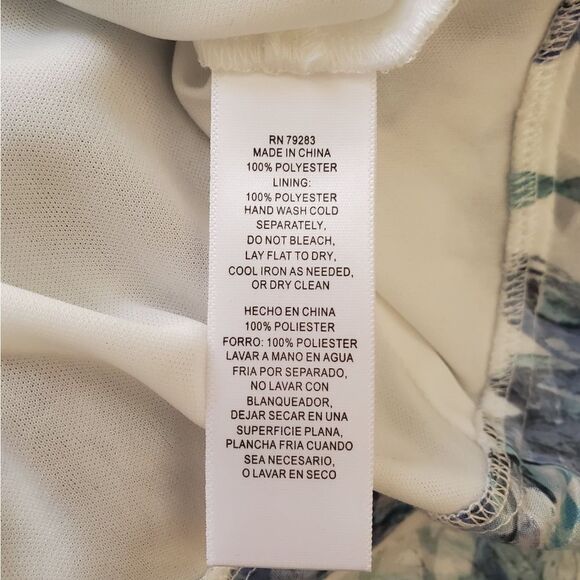 RN 79283
MADE IN CHINA
100% POLYESTER
LINING:
100% POLYESTER
HAND WASH COLD
SEPARATELY,
DO NOT BLEACH,
LAY FLAT TO DRY,
COOL IRON AS NEEDED,
OR DRY CLEAN
HECHO EN CHINA
100% POLIESTER
FORRO: 100% POLIESTER
LAVAR A MANO EN AGUA
FRIA POR SEPARADO,
NO LAVAR CON
BLANQUEADOR,
DEJAR SECAR EN UNA
SUPERFICIE PLANA,
PLANCHA FRIA CUANDO
SEA NECESARIO,
O LAVAR EN SECO